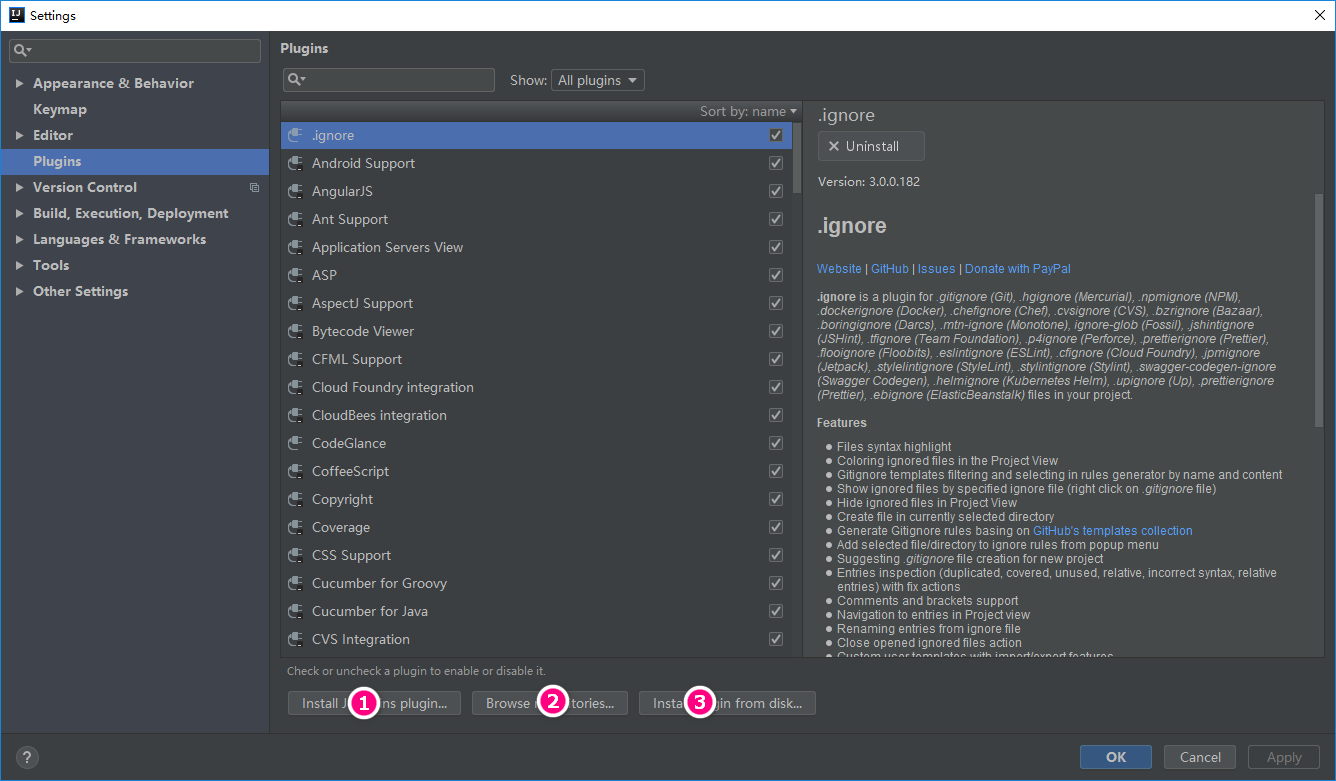 Settings
Appearance & Behavior
Keymap
Editor
Plugins
Version Control
Build, Execution, Deployment
Languages & Frameworks
Tools
Other Settings
Plugins
Show: All plugins
Sort by: name
.ignore
Android Support
AngularJS
Ant Support
Application Servers View
ASP
AspectJ Support
Bytecode Viewer
CFML Support
Cloud Foundry integration
CloudBees integration
CodeGlance
CoffeeScript
Copyright
Coverage
CSS Support
Cucumber for Groovy
Cucumber for Java
CVS Integration
Check or uncheck a plugin to enable or disable it.
Install 1 plugin...
Browse 2
Install 3 from disk...
.ignore
Uninstall
Version: 3.0.0.182
.ignore
Website | GitHub | Issues | Donate with PayPal
.ignore is a plugin for .gitignore (Git), .hgignore (Mercurial), .npmignore (NPM),
.dockerignore (Docker), .chefignore (Chef), .cvsignore (CVS), .bzrignore (Bazaar),
.boringignore (Darcs), .mtn-ignore (Monotone), ignore-glob (Fossil), .jshintignore
(JSHint), .tfignore (Team Foundation), .p4ignore (Perforce), .prettierignore (Prettier),
.flooignore (Floobits), .eslintignore (ESLint), .cfignore (Cloud Foundry), .jpmignore
(Jetpack), .stylelintignore (StyleLint), .stylintignore (Stylint), .swagger-codegen-ignore
(Swagger Codegen), .helmignore (Kubernetes Helm), .upignore (Up), .prettierignore
(Prettier), .ebignore (ElasticBeanstalk) files in your project.
Features
Files syntax highlight
Coloring ignored files in the Project View
Gitignore templates filtering and selecting in rules generator by name and content
Show ignored files by specified ignore file (right click on .gitignore file)
Hide ignored files in Project View
Create file in currently selected directory
Generate Gitignore rules basing on GitHub's templates collection
Add selected file/directory to ignore rules from popup menu
Suggesting .gitignore file creation for new project
Entries inspection (duplicated, covered, unused, relative, incorrect syntax, relative
entries) with fix actions
Comments and brackets support
Navigation to entries in Project view
Renaming entries from ignore file
Close opened ignored files action
Custom user templates with import/export features
?
OK
Cancel
Apply